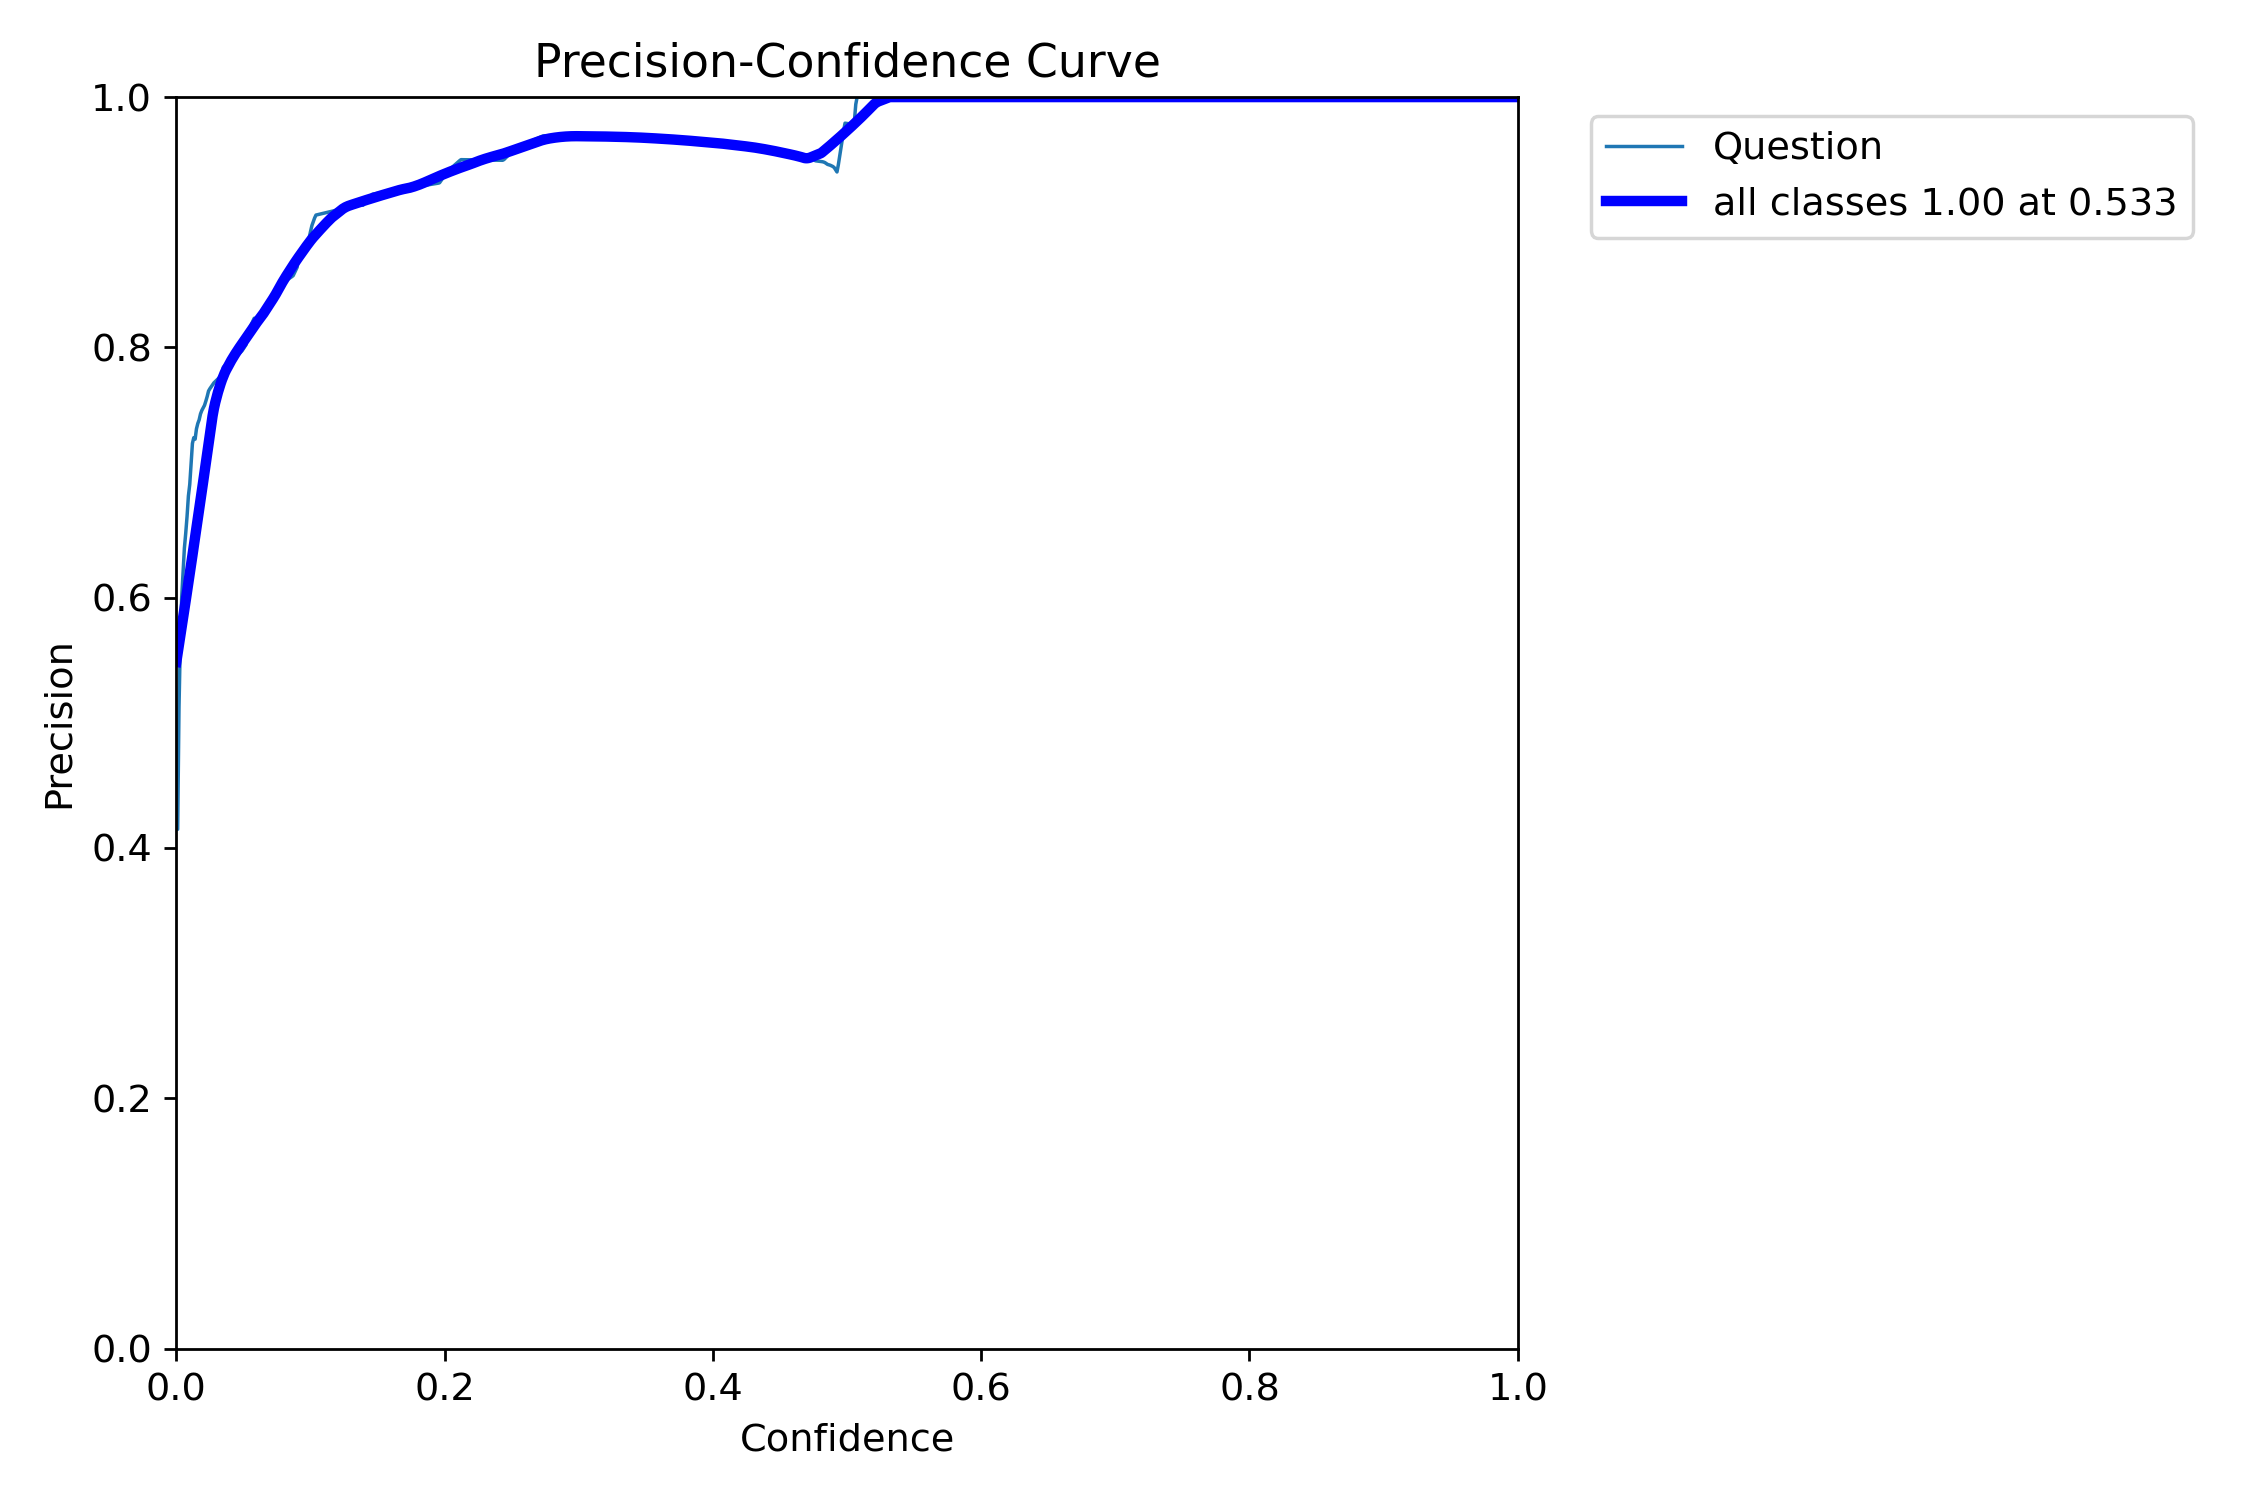 Precision-Confidence Curve
1.0
0.8
0.6
0.4
0.2
0.0
Precision
0.0 0.2 0.4 0.6 0.8 1.0
Confidence
Question
all classes 1.00 at 0.533